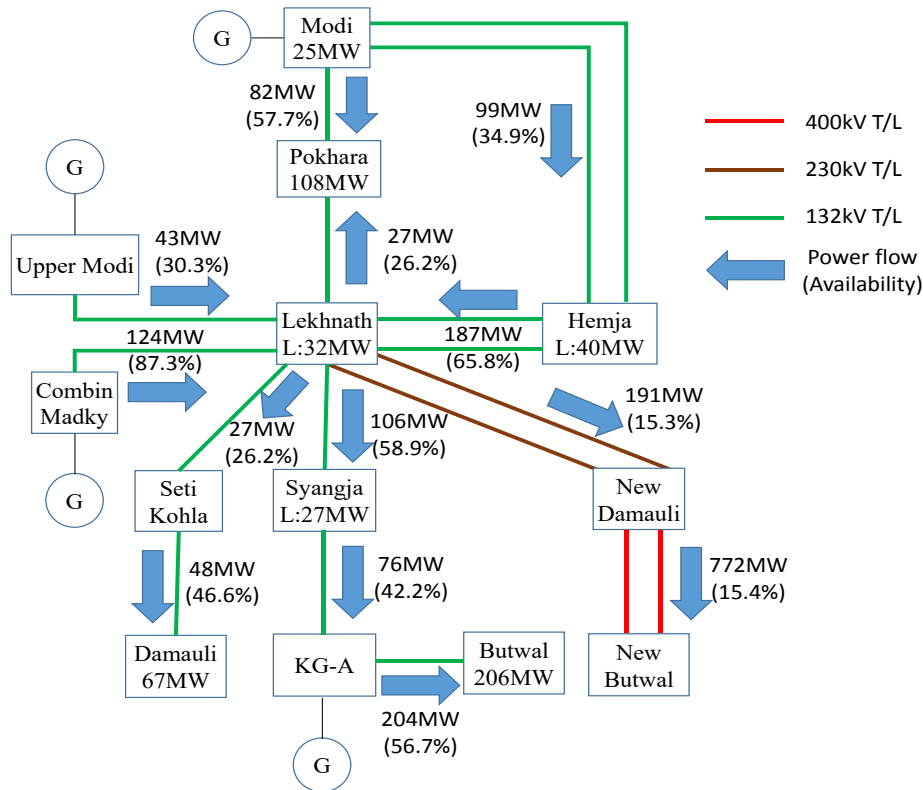 G
Modi
25MW
82MW
(57.7%)
99MW
(34.9%)
400kV T/L
230kV T/L
132kV T/L
Power flow
(Availability)
Pokhara
108MW
G
Upper Modi
43MW
(30.3%)
27MW
(26.2%)
Lekhnath
L:32MW
187MW
(65.8%)
Hemja
L:40MW
124MW
(87.3%)
Combin
Madky
G
27MW
(26.2%)
106MW
(58.9%)
191MW
(15.3%)
Seti
Kohla
Syangja
L:27MW
New
Damauli
48MW
(46.6%)
76MW
(42.2%)
772MW
(15.4%)
Damauli
67MW
KG-A
Butwal
206MW
New
Butwal
204MW
(56.7%)
G